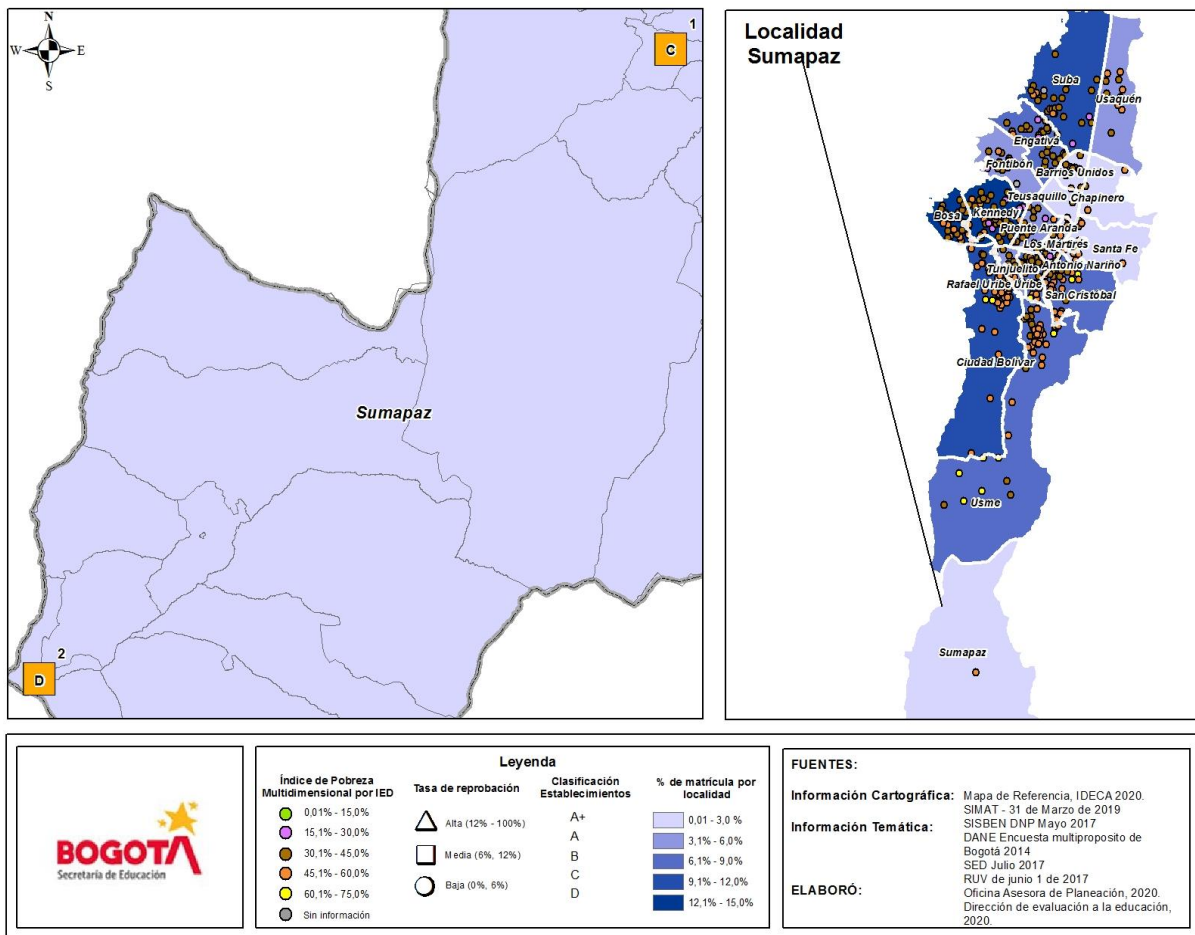 N
W
E
S
1
C
Sumapaz
2
D
Localidad
Sumapaz
Suba
Usaquén
Engativá
Fontibón
Barrios Unidos
Teusaquillo
Chapinero
Bosa
Kennedy
Puente Aranda
Los Martirés
Santa Fe
Antonio Nariño
Tunjuelito
Rafael Uribe Uribe
San Cristóbal
Ciudad Bolívar
Usme
Sumapaz
BOGOTÁ
Secretaría de Educación
Leyenda
Índice de Pobreza
Multidimensional por IED
0,01% - 15,0%
15,1% - 30,0%
30,1% - 45,0%
45,1% - 60,0%
60,1% - 75,0%
Sin información
Tasa de reprobación
Alta (12% - 100%)
Media (6%, 12%)
Baja (0%, 6%)
Clasificación
Establecimientos
A+
A
B
C
D
% de matrícula por
localidad
0,01 - 3,0 %
3,1% - 6,0%
6,1% - 9,0%
9,1% - 12,0%
12,1% - 15,0%
FUENTES:
Información Cartográfica: Mapa de Referencia, IDECA 2020.
SIMAT - 31 de Marzo de 2019
Información Temática: SISBEN DNP Mayo 2017
DANE Encuesta multiproposito de
Bogotá 2014
SED Julio 2017
RUV de junio 1 de 2017
ELABORÓ: Oficina Asesora de Planeación, 2020.
Dirección de evaluación a la educación,
2020.